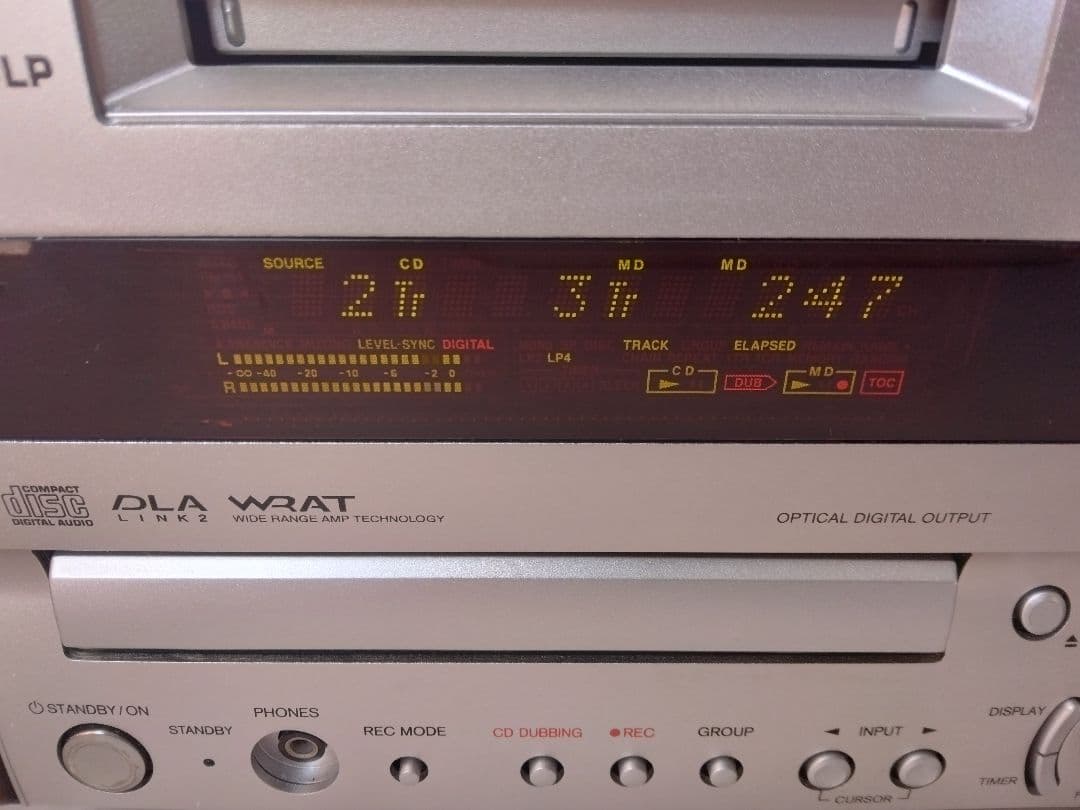 LP
SOURCE CD MD MD
2Tr 3Tr 2:47
LEVEL-SYNC DIGITAL TRACK ELAPSED
L LP4
-∞ -40 -20 -10 -6 -2 0 CD DUB MD TOC
R
COMPACT
disc
DIGITAL AUDIO
DLA
LINK2
WRAT
WIDE RANGE AMP TECHNOLOGY
OPTICAL DIGITAL OUTPUT
STANDBY/ON
STANDBY
PHONES
REC MODE
CD DUBBING
REC
GROUP
INPUT
CURSOR
DISPLAY
TIMER